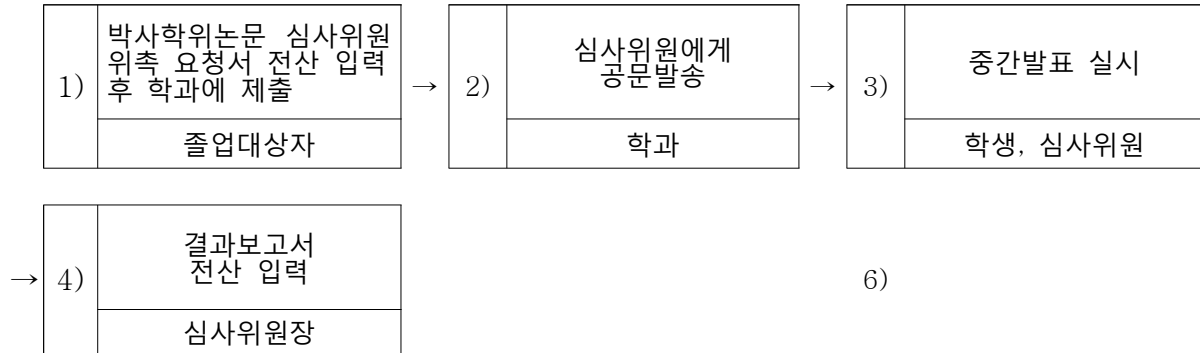 1)
박사학위논문 심사위원
위촉 요청서 전산 입력
후 학과에 제출
졸업대상자
→
2)
심사위원에게
공문발송
학과
→
3)
중간발표 실시
학생, 심사위원
→
4)
결과보고서
전산 입력
심사위원장
6)